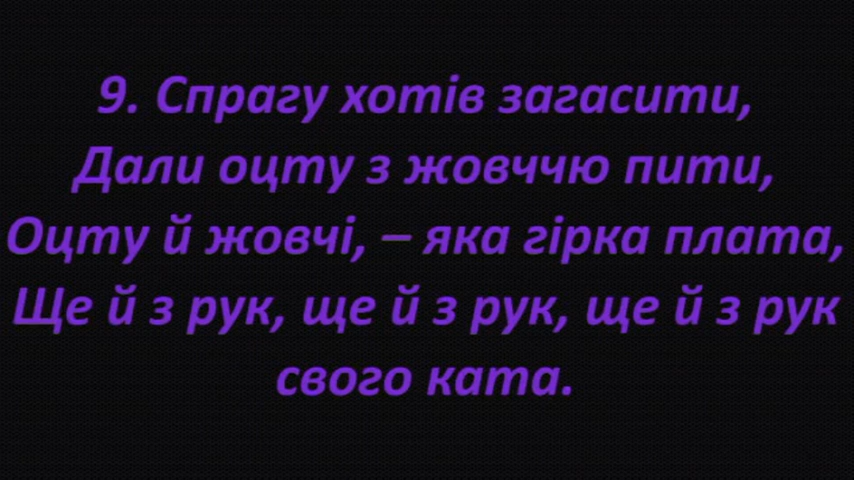 9. Спрагу хотів загасити,
Дали оцту з жовччю пити,
Оцту й жовчі, – яка гірка плата,
Ще й з рук, ще й з рук, ще й з рук
свого ката.